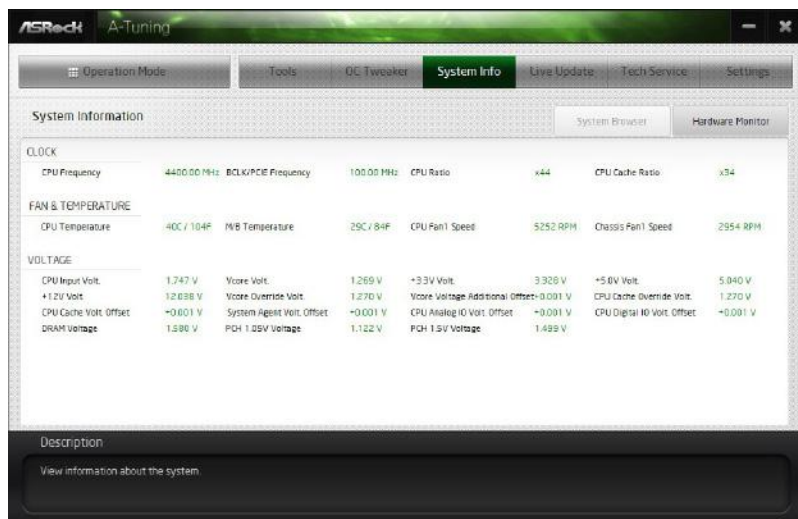 ASRock A-Tuning
Operation Mode Tools OC Tweaker System Info Live Update Tech Service Settings
System Information System Browser Hardware Monitor
CLOCK
CPU Frequency 4400.00 MHz BCLK/PCIE Frequency 100.00 MHz CPU Ratio x44 CPU Cache Ratio x34
FAN & TEMPERATURE
CPU Temperature 40C / 104F M/B Temperature 29C / 84F CPU Fan1 Speed 5252 RPM Chassis Fan1 Speed 2954 RPM
VOLTAGE
CPU Input Volt. 1.747 V Vcore Volt. 1.269 V +3.3V Volt. 3.328 V +5.0V Volt. 5.040 V
+12V Volt. 12.038 V Vcore Override Volt. 1.270 V Vcore Voltage Additional Offset +0.001 V CPU Cache Override Volt. 1.270 V
CPU Cache Volt. Offset +0.001 V System Agent Volt. Offset +0.001 V CPU Analog IO Volt. Offset +0.001 V CPU Digital IO Volt. Offset +0.001 V
DRAM Voltage 1.580 V PCH 1.05V Voltage 1.122 V PCH 1.5V Voltage 1.499 V
Description
View information about the system.